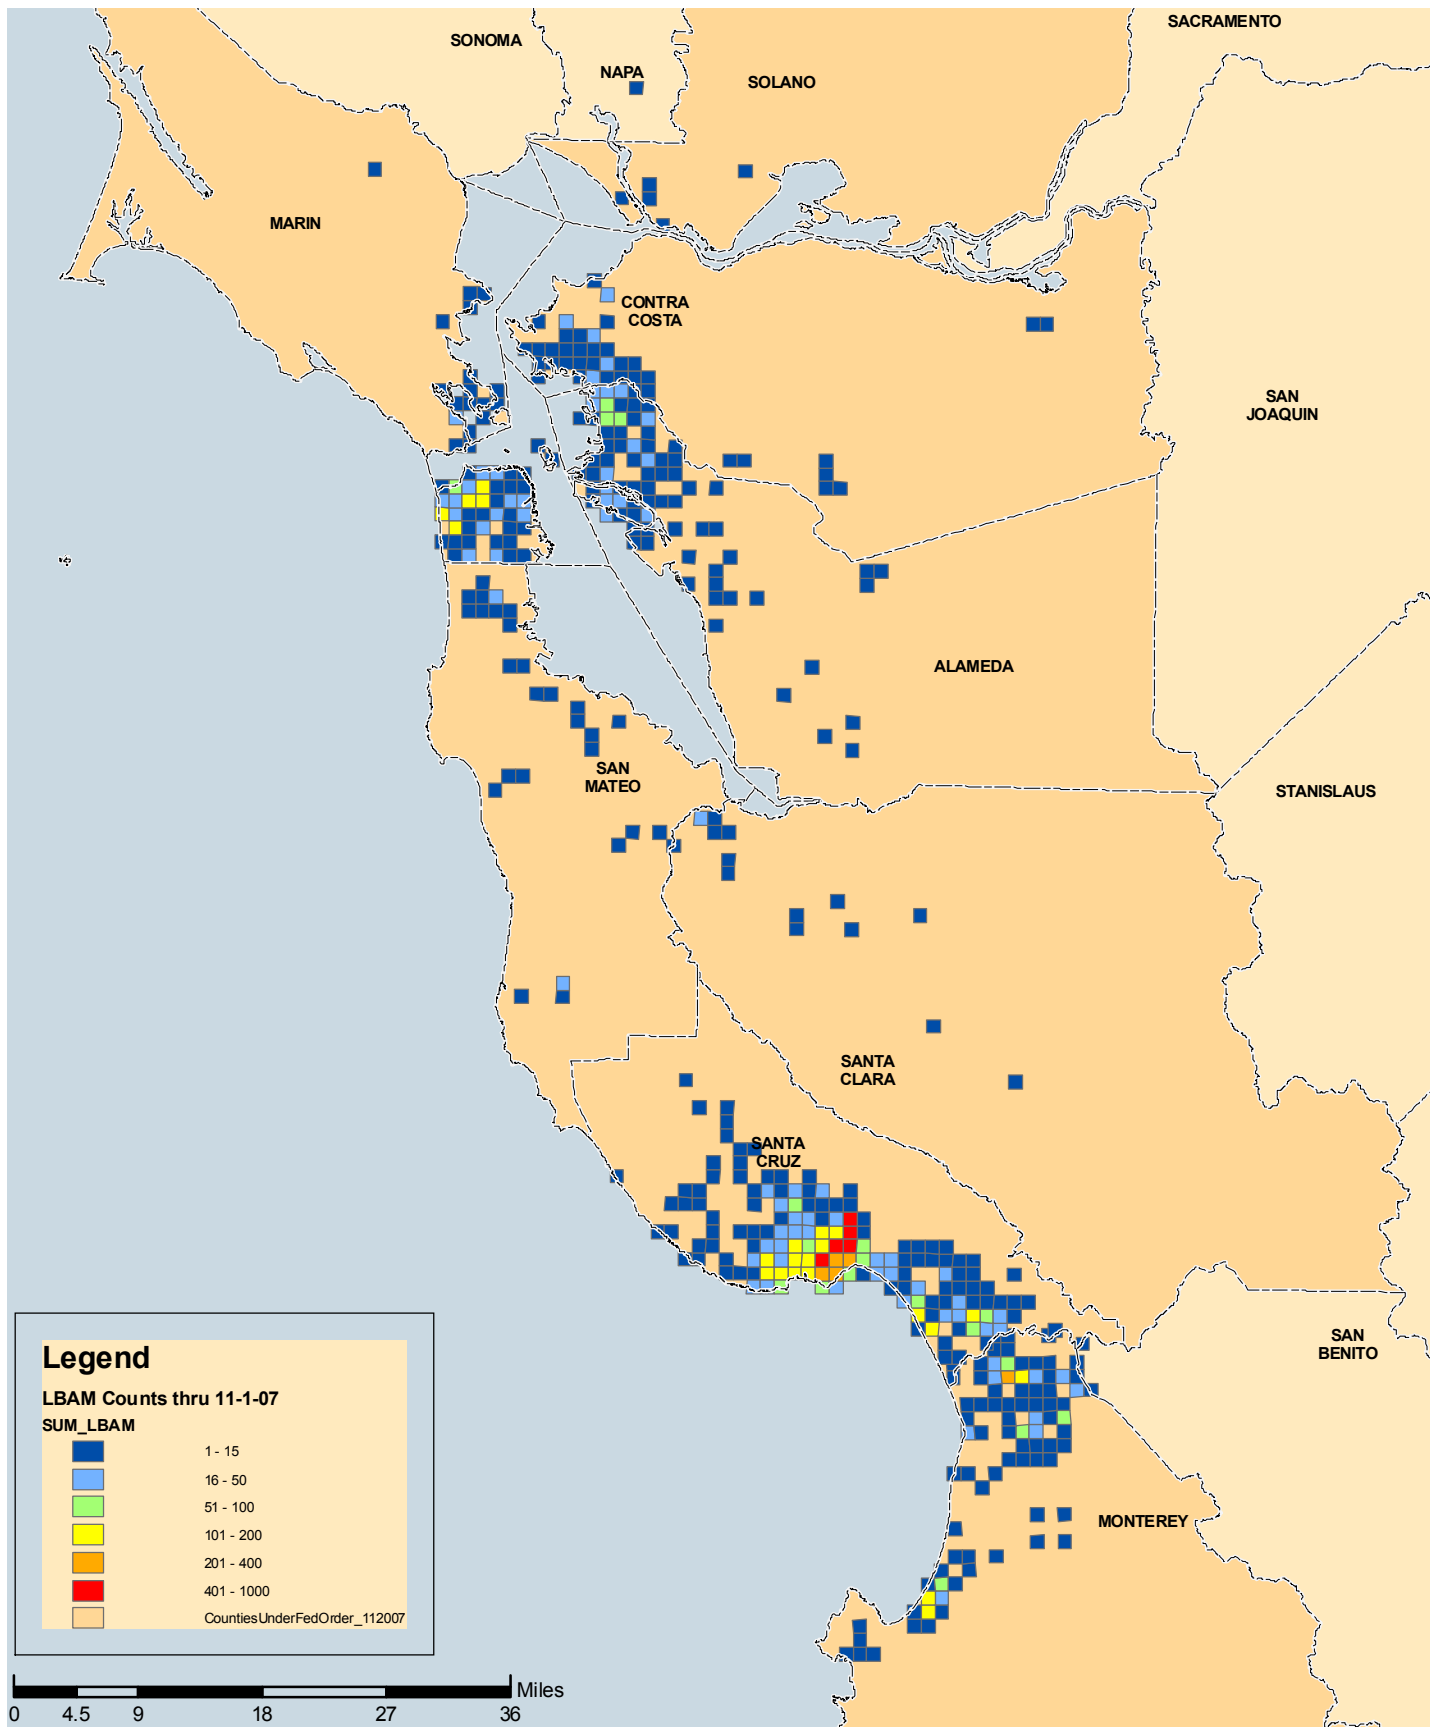 SACRAMENTO
SONOMA
NAPA
SOLANO
MARIN
CONTRA
COSTA
SAN
JOAQUIN
ALAMEDA
SAN
MATEO
STANISLAUS
SANTA
CLARA
SANTA
CRUZ
SAN
BENITO
MONTEREY
Legend
LBAM Counts thru 11-1-07
SUM_LBAM
1 - 15
16 - 50
51 - 100
101 - 200
201 - 400
401 - 1000
CountiesUnderFedOrder_112007
Miles
0 4.5 9 18 27 36